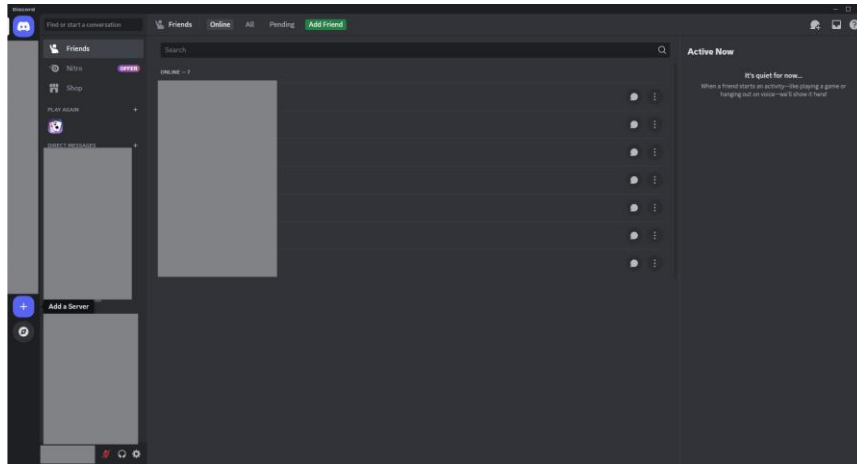 Discord
Find or start a conversation
Friends
Online
All
Pending
Add Friend
Friends
Nitro
OFFER
Shop
PLAY AGAIN
DIRECT MESSAGES
Add a Server
Search
ONLINE — 7
Active Now
It's quiet for now...
When a friend starts an activity—like playing a game or
hanging out on voice—we'll show it here!